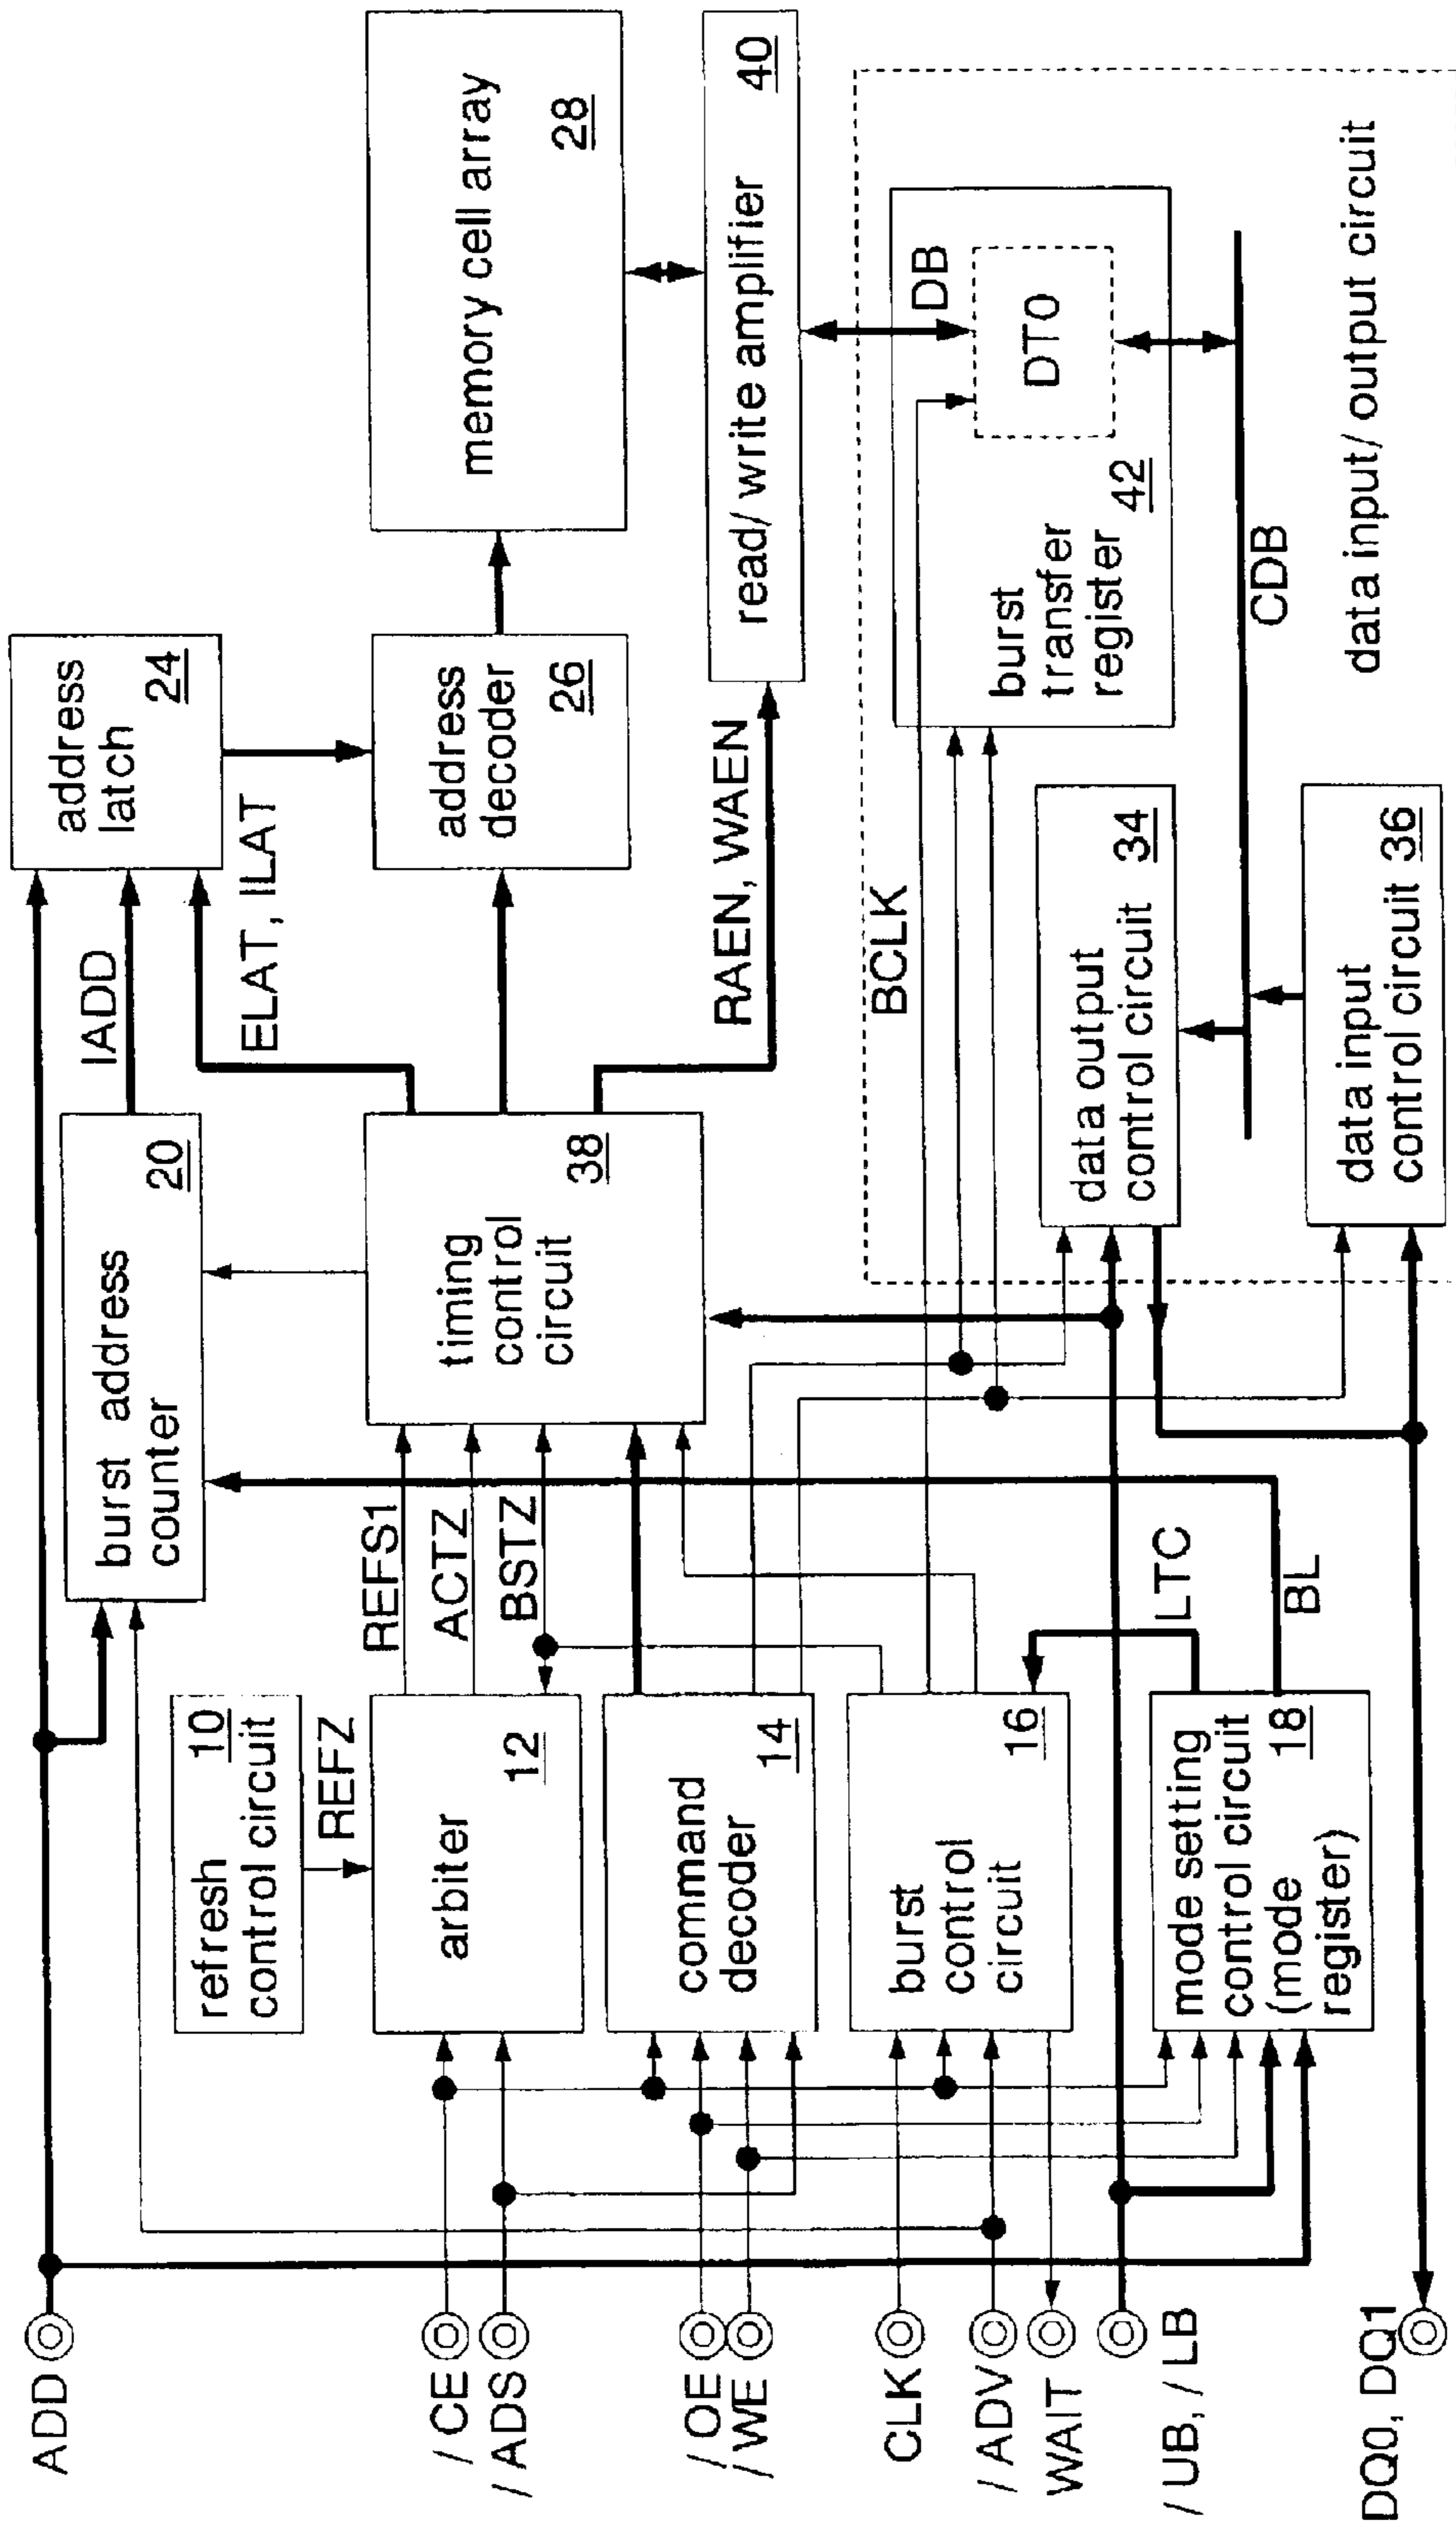 ADD
/ CE
/ ADS
/ OE
/ WE
CLK
/ ADV
WAIT
/ UB, / LB
DQ0, DQ1
refresh
control circuit
10
REFZ
arbiter
12
command
decoder
14
burst
control
circuit
16
mode setting
control circuit
(mode
register)
18
REFS1
ACTZ
BSTZ
LTC
BL
burst address
counter
20
timing
control
circuit
38
IADD
ELAT, ILAT
RAEN, WAEN
BCLK
address
latch
24
address
decoder
26
memory cell array
28
read/ write amplifier
40
burst
transfer
register
42
DB
DT0
data output
control circuit
34
data input
control circuit
36
CDB
data input/ output circuit